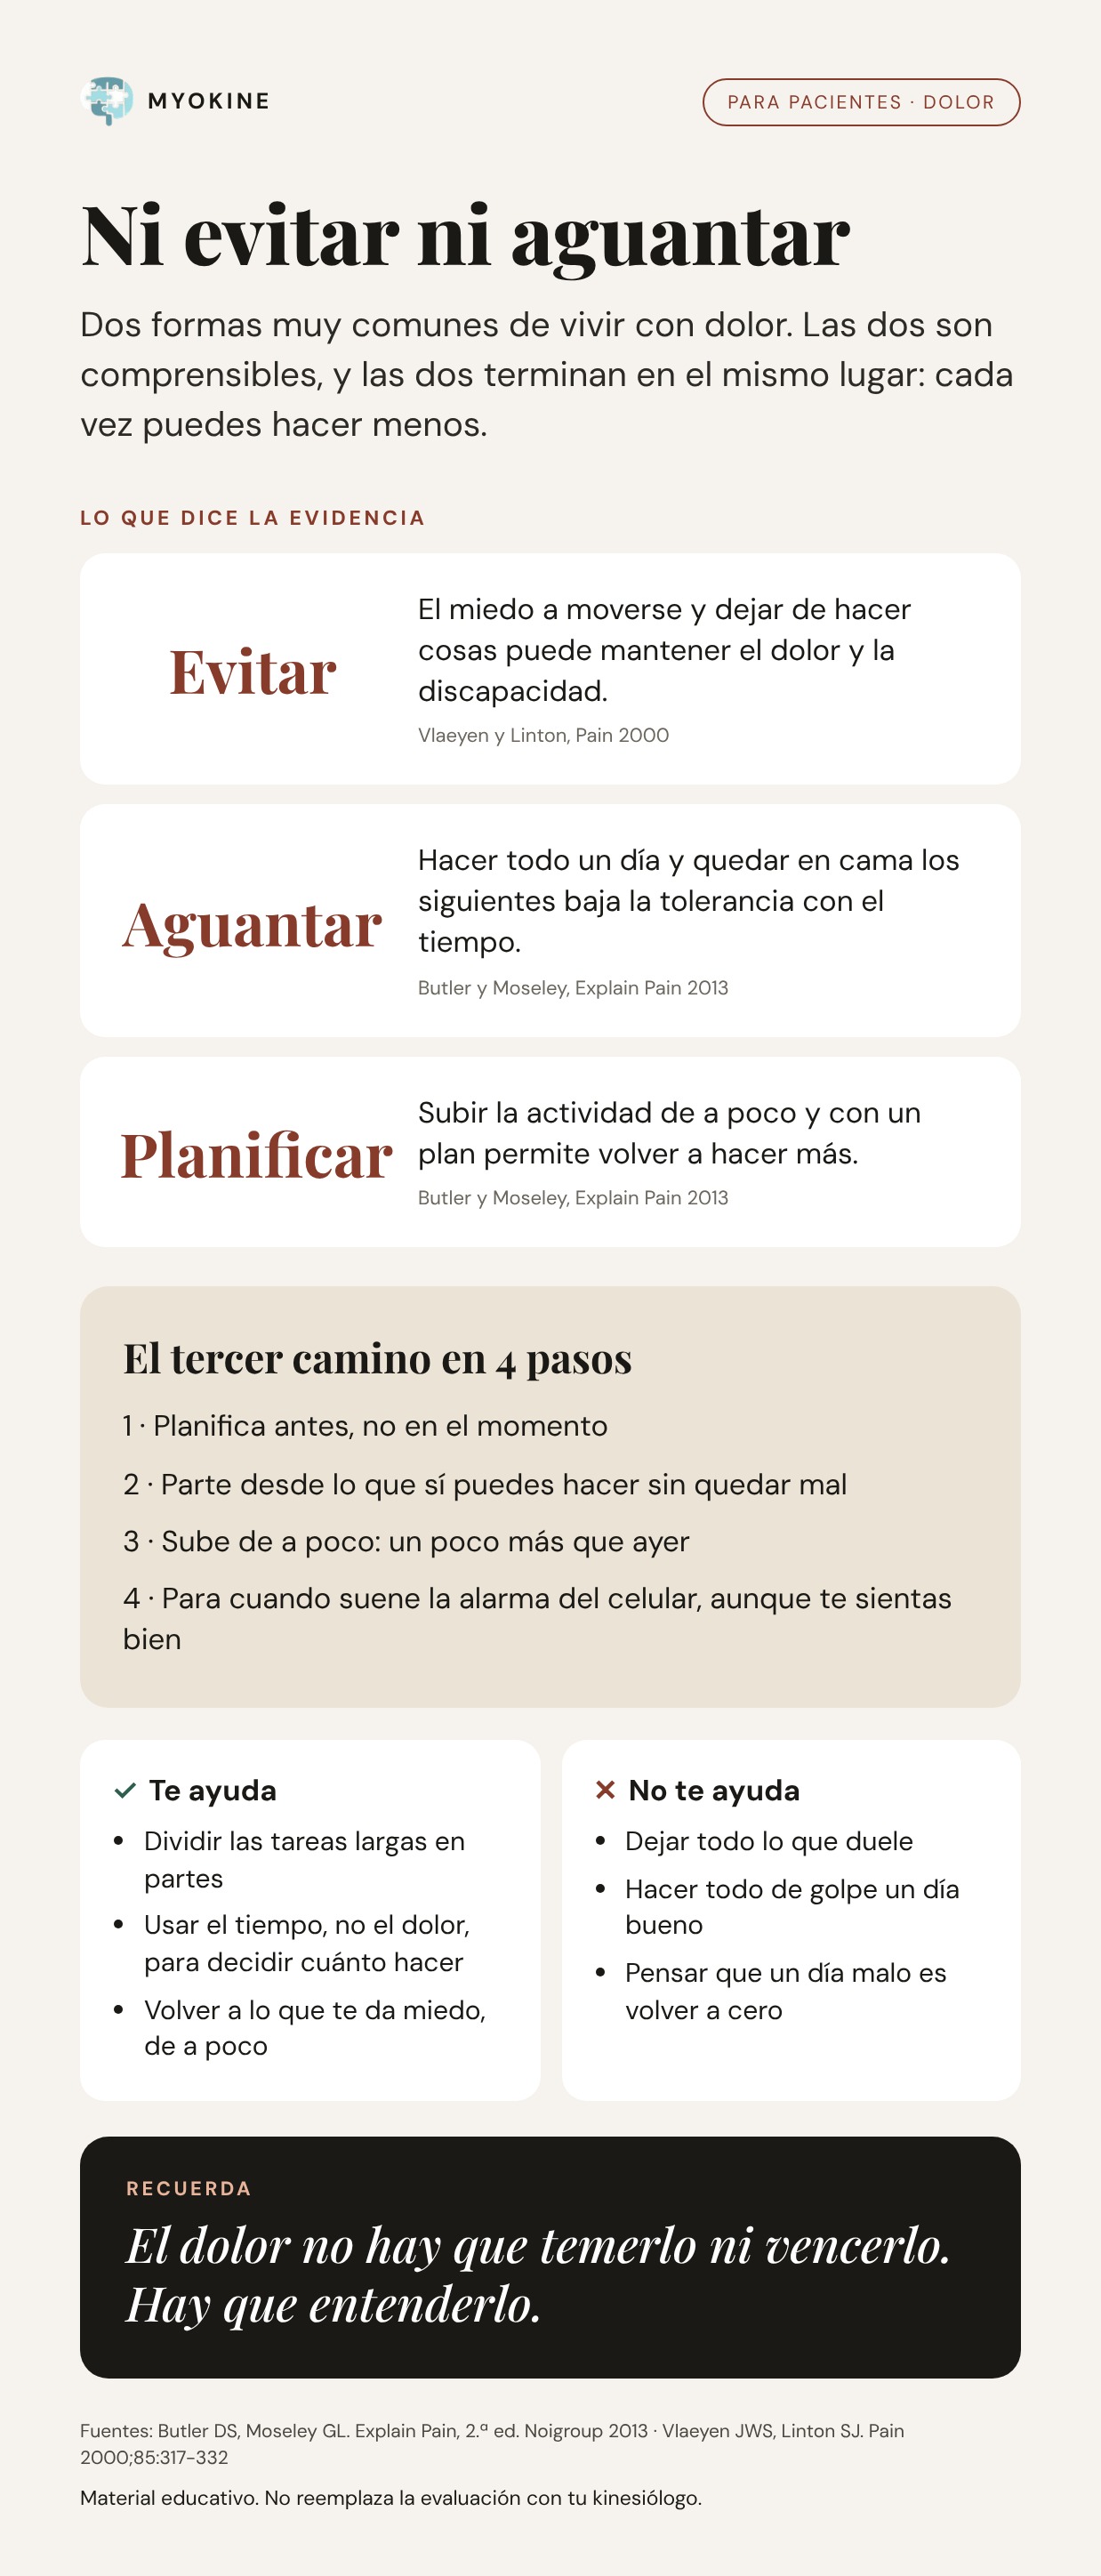 MYOKINE
PARA PACIENTES · DOLOR
Ni evitar ni aguantar
Dos formas muy comunes de vivir con dolor. Las dos son
comprensibles, y las dos terminan en el mismo lugar: cada
vez puedes hacer menos.
LO QUE DICE LA EVIDENCIA
Evitar
El miedo a moverse y dejar de hacer
cosas puede mantener el dolor y la
discapacidad.
Vlaeyen y Linton, Pain 2000
Aguantar
Hacer todo un día y quedar en cama los
siguientes baja la tolerancia con el
tiempo.
Butler y Moseley, Explain Pain 2013
Planificar
Subir la actividad de a poco y con un
plan permite volver a hacer más.
Butler y Moseley, Explain Pain 2013
El tercer camino en 4 pasos
1 · Planifica antes, no en el momento
2 · Parte desde lo que sí puedes hacer sin quedar mal
3 · Sube de a poco: un poco más que ayer
4 · Para cuando suene la alarma del celular, aunque te sientas
bien
✓ Te ayuda
• Dividir las tareas largas en
partes
• Usar el tiempo, no el dolor,
para decidir cuánto hacer
• Volver a lo que te da miedo,
de a poco
✕ No te ayuda
• Dejar todo lo que duele
• Hacer todo de golpe un día
bueno
• Pensar que un día malo es
volver a cero
RECUERDA
El dolor no hay que temerlo ni vencerlo.
Hay que entenderlo.
Fuentes: Butler DS, Moseley GL. Explain Pain, 2.ª ed. Noigroup 2013 · Vlaeyen JWS, Linton SJ. Pain
2000;85:317-332
Material educativo. No reemplaza la evaluación con tu kinesiólogo.